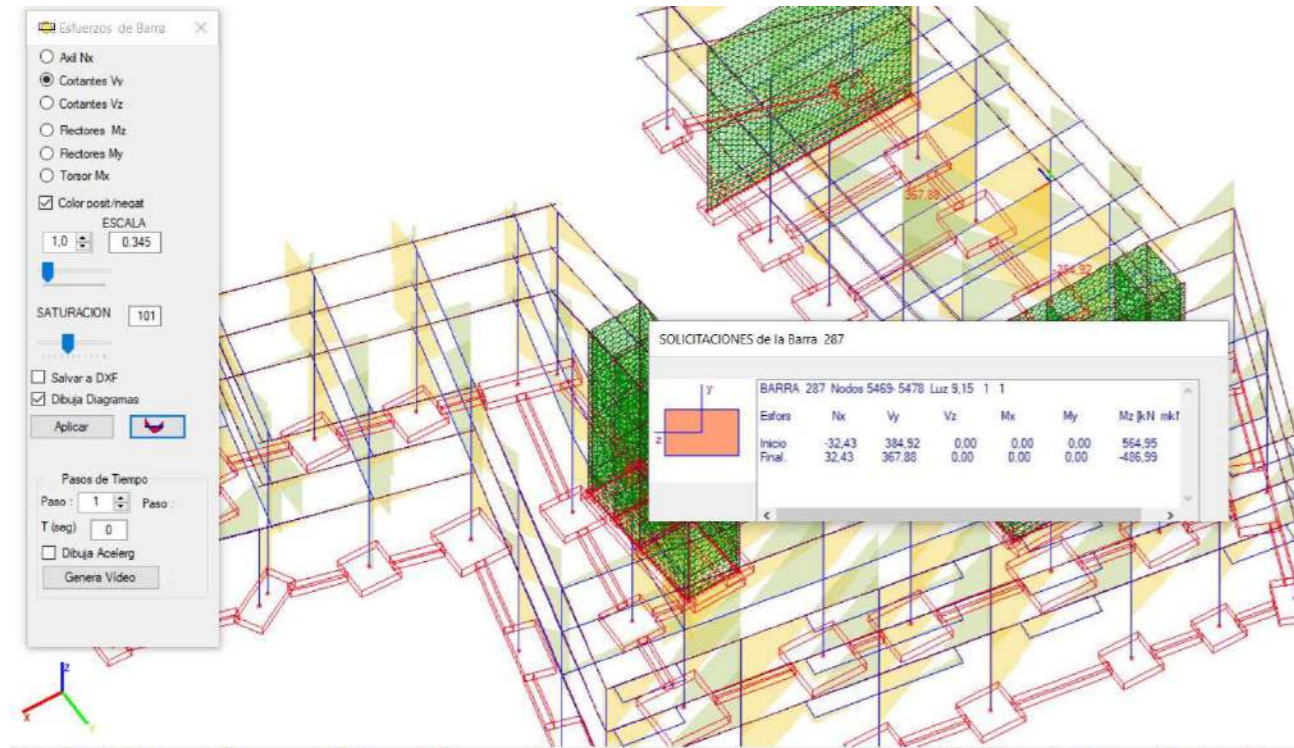 Esfuerzos de Barra
Axil Nx
Cortantes Vy
Cortantes Vz
Flectores Mz
Flectores My
Torsor Mx
Color posit/negat
ESCALA
1,0 0.345
SATURACION 101
Salvar a DXF
Dibuja Diagramas
Aplicar
Pasos de Tiempo
Paso : 1 Paso :
T (seg) 0
Dibuja Acelerg
Genera Vídeo
367.88
-384,92
SOLICITACIONES de la Barra 287
y
z
BARRA 287 Nodos 5469- 5478 Luz 9,15 1 1
Esfors Nx Vy Vz Mx My Mz [kN mkN
Inicio -32,43 384,92 0,00 0,00 0,00 564,95
Final. 32,43 367,88 0,00 0,00 0,00 -486,99
z
x
Y